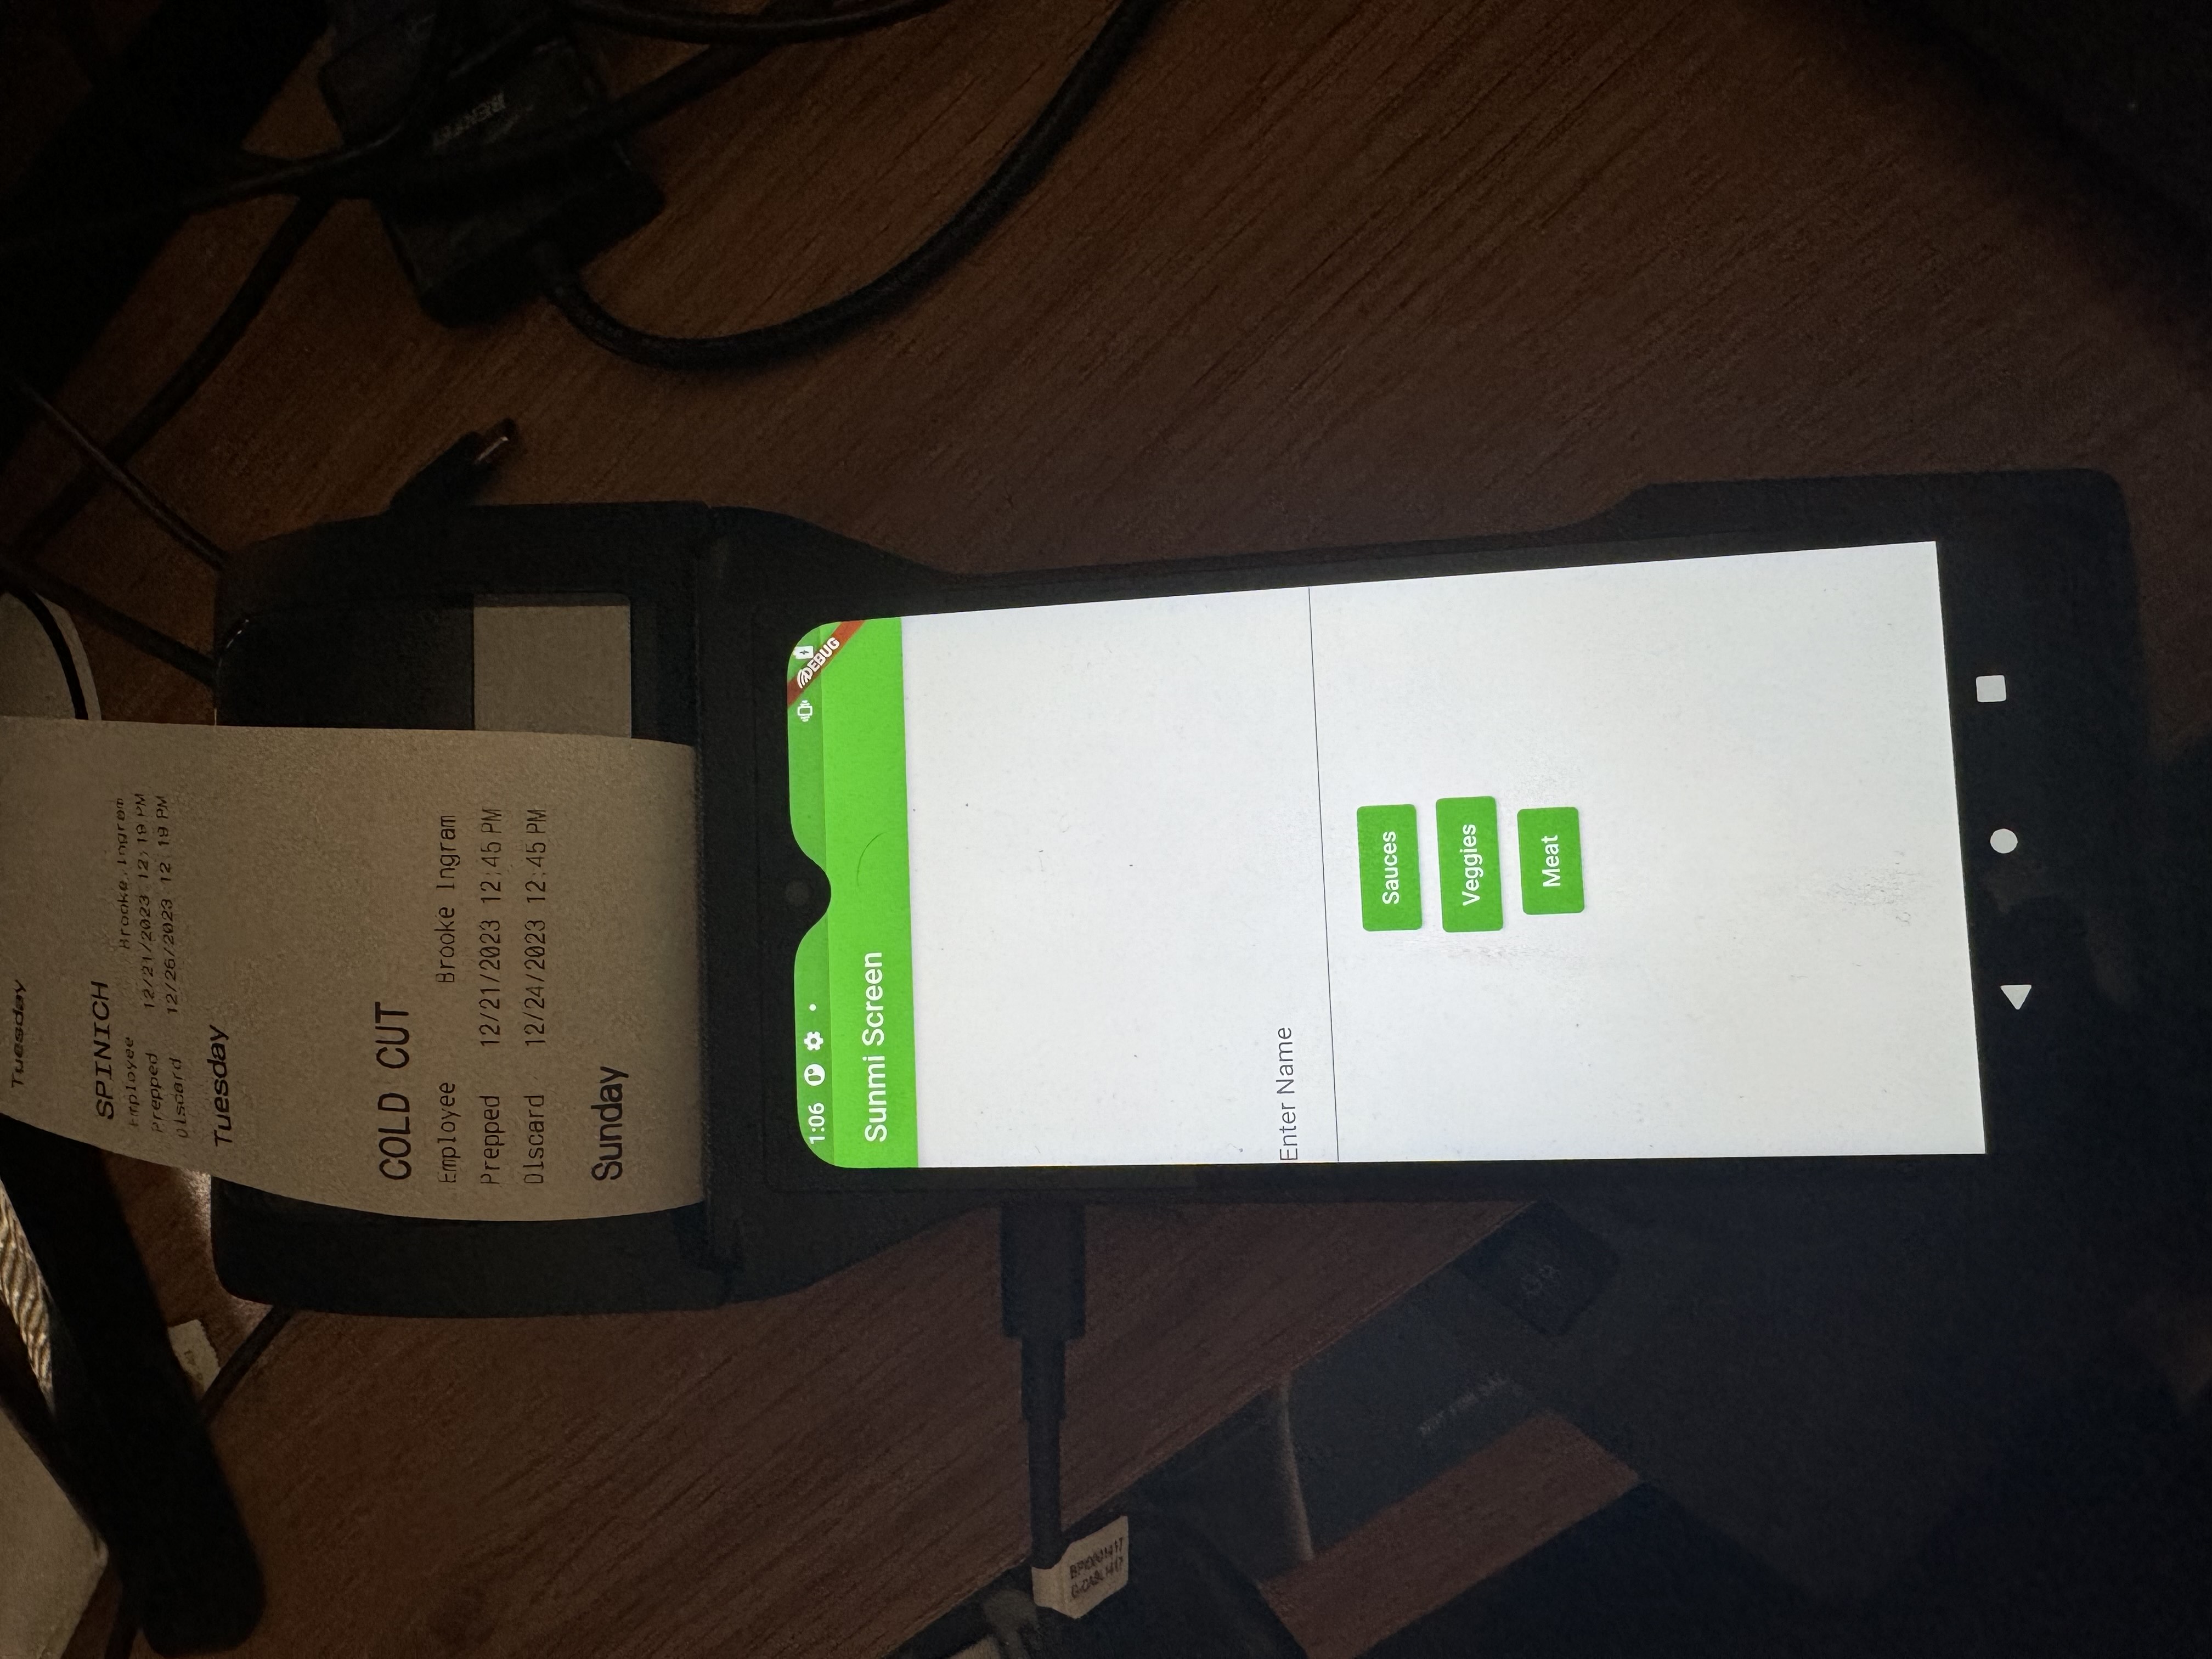 Tuesday
SPINICH
Employee Brooke Ingram
Prepped 12/21/2023 12:19 PM
Discard 12/26/2023 12:19 PM
Tuesday
COLD CUT
Employee Brooke Ingram
Prepped 12/21/2023 12:45 PM
Discard 12/24/2023 12:45 PM
Sunday
1:06
DEBUG
Sunmi Screen
Enter Name
Sauces
Veggies
Meat